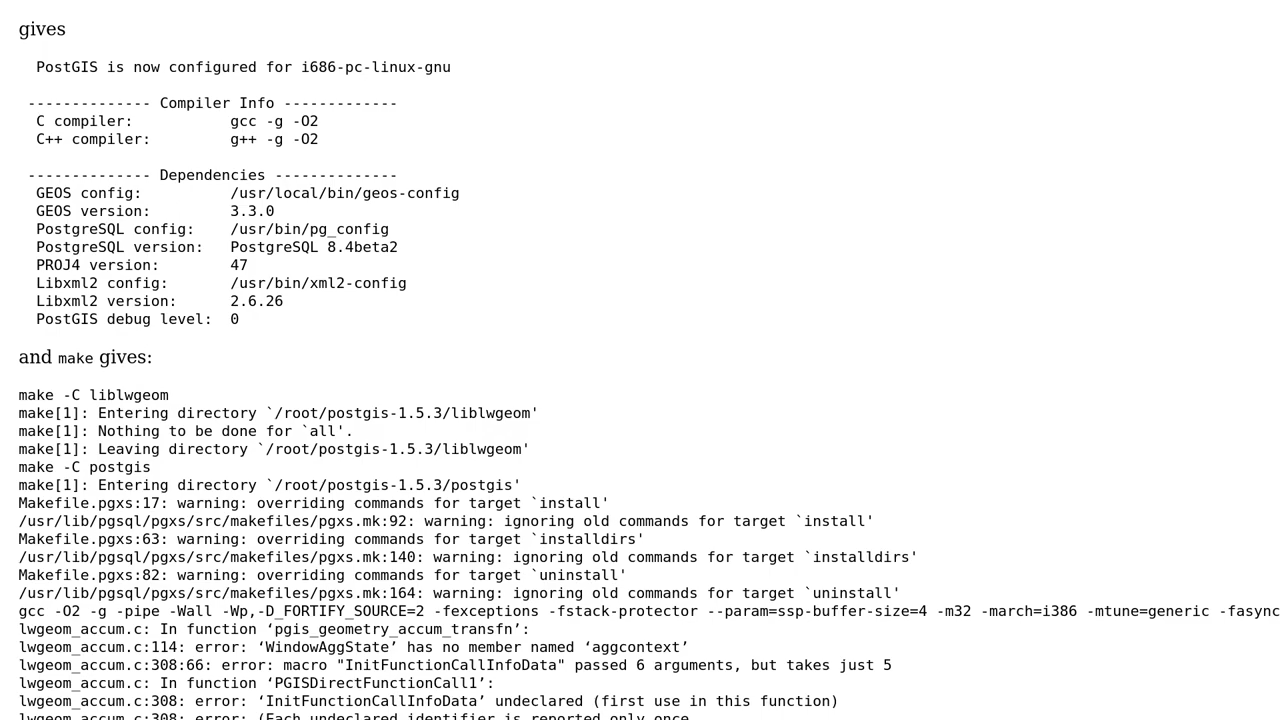 gives
PostGIS is now configured for i686-pc-linux-gnu
-------------- Compiler Info -------------
C compiler: gcc -g -O2
C++ compiler: g++ -g -O2
-------------- Dependencies --------------
GEOS config: /usr/local/bin/geos-config
GEOS version: 3.3.0
PostgreSQL config: /usr/bin/pg_config
PostgreSQL version: PostgreSQL 8.4beta2
PROJ4 version: 47
Libxml2 config: /usr/bin/xml2-config
Libxml2 version: 2.6.26
PostGIS debug level: 0
and make gives:
make -C liblwgeom
make[1]: Entering directory `/root/postgis-1.5.3/liblwgeom'
make[1]: Nothing to be done for `all'.
make[1]: Leaving directory `/root/postgis-1.5.3/liblwgeom'
make -C postgis
make[1]: Entering directory `/root/postgis-1.5.3/postgis'
Makefile.pgxs:17: warning: overriding commands for target `install'
/usr/lib/pgsql/pgxs/src/makefiles/pgxs.mk:92: warning: ignoring old commands for target `install'
Makefile.pgxs:63: warning: overriding commands for target `installdirs'
/usr/lib/pgsql/pgxs/src/makefiles/pgxs.mk:140: warning: ignoring old commands for target `installdirs'
Makefile.pgxs:82: warning: overriding commands for target `uninstall'
/usr/lib/pgsql/pgxs/src/makefiles/pgxs.mk:164: warning: ignoring old commands for target `uninstall'
gcc -O2 -g -pipe -Wall -Wp,-D_FORTIFY_SOURCE=2 -fexceptions -fstack-protector --param=ssp-buffer-size=4 -m32 -march=i386 -mtune=generic -fasync
lwgeom_accum.c: In function ‘pgis_geometry_accum_transfn’:
lwgeom_accum.c:114: error: ‘WindowAggState’ has no member named ‘aggcontext’
lwgeom_accum.c:308:66: error: macro "InitFunctionCallInfoData" passed 6 arguments, but takes just 5
lwgeom_accum.c: In function ‘PGISDirectFunctionCall1’:
lwgeom_accum.c:308: error: ‘InitFunctionCallInfoData’ undeclared (first use in this function)
lwgeom_accum.c:308: error: (Each undeclared identifier is reported only once